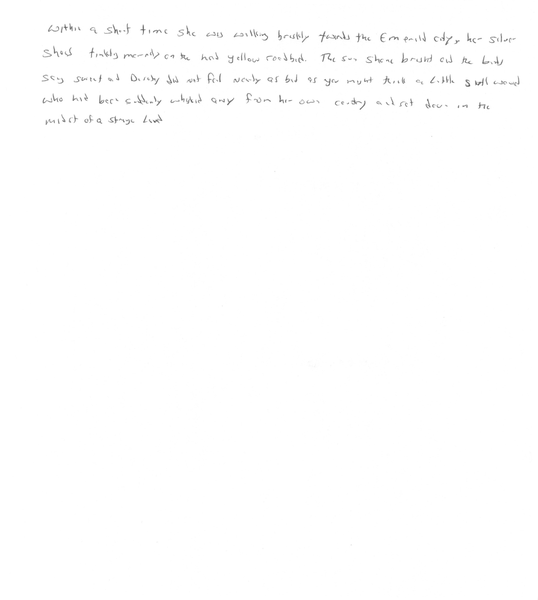 Within a short time she was walking briskly towards the Emerald city, her silver
shoes tinkling merrily on the hard yellow roadbed. The sun shone bright and the birds
sang sweet and Dorothy did not feel nearly as bad as you might think a little small would
who had been suddenly whisked away from her own country and set down in the
midst of a strange land